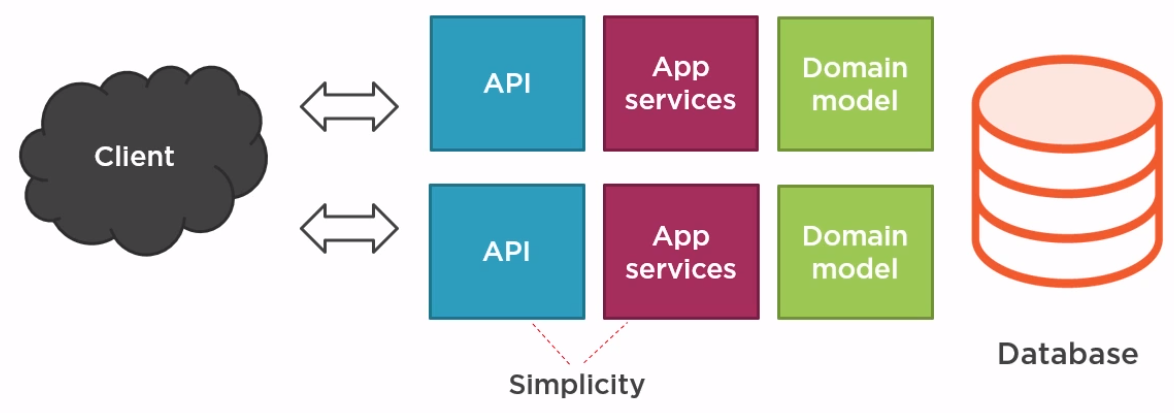 Client
API
App
services
Domain
model
API
App
services
Domain
model
Database
Simplicity